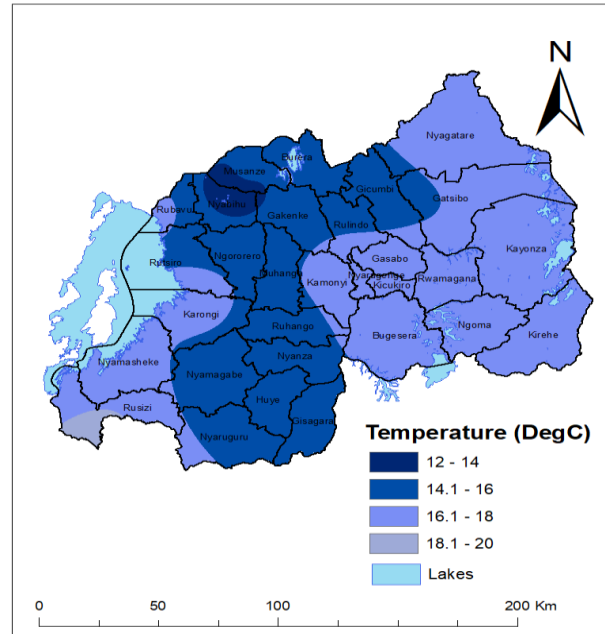 N
Nyagatare
Burera
Musanze
Gicumbi
Nyabihu
Gatsibo
Rubavu
Gakenke
Rulindo
Kayonza
Rutsiro
Ngororero
Gasabo
Muhanga
Kamonyi
Nyarugenge
Rwamagana
Kicukiro
Karongi
Ruhango
Bugesera
Ngoma
Kirehe
Nyamasheke
Nyanza
Nyamagabe
Huye
Rusizi
Gisagara
Nyaruguru
Temperature (DegC)
12 - 14
14.1 - 16
16.1 - 18
18.1 - 20
Lakes
0 50 100 200 Km